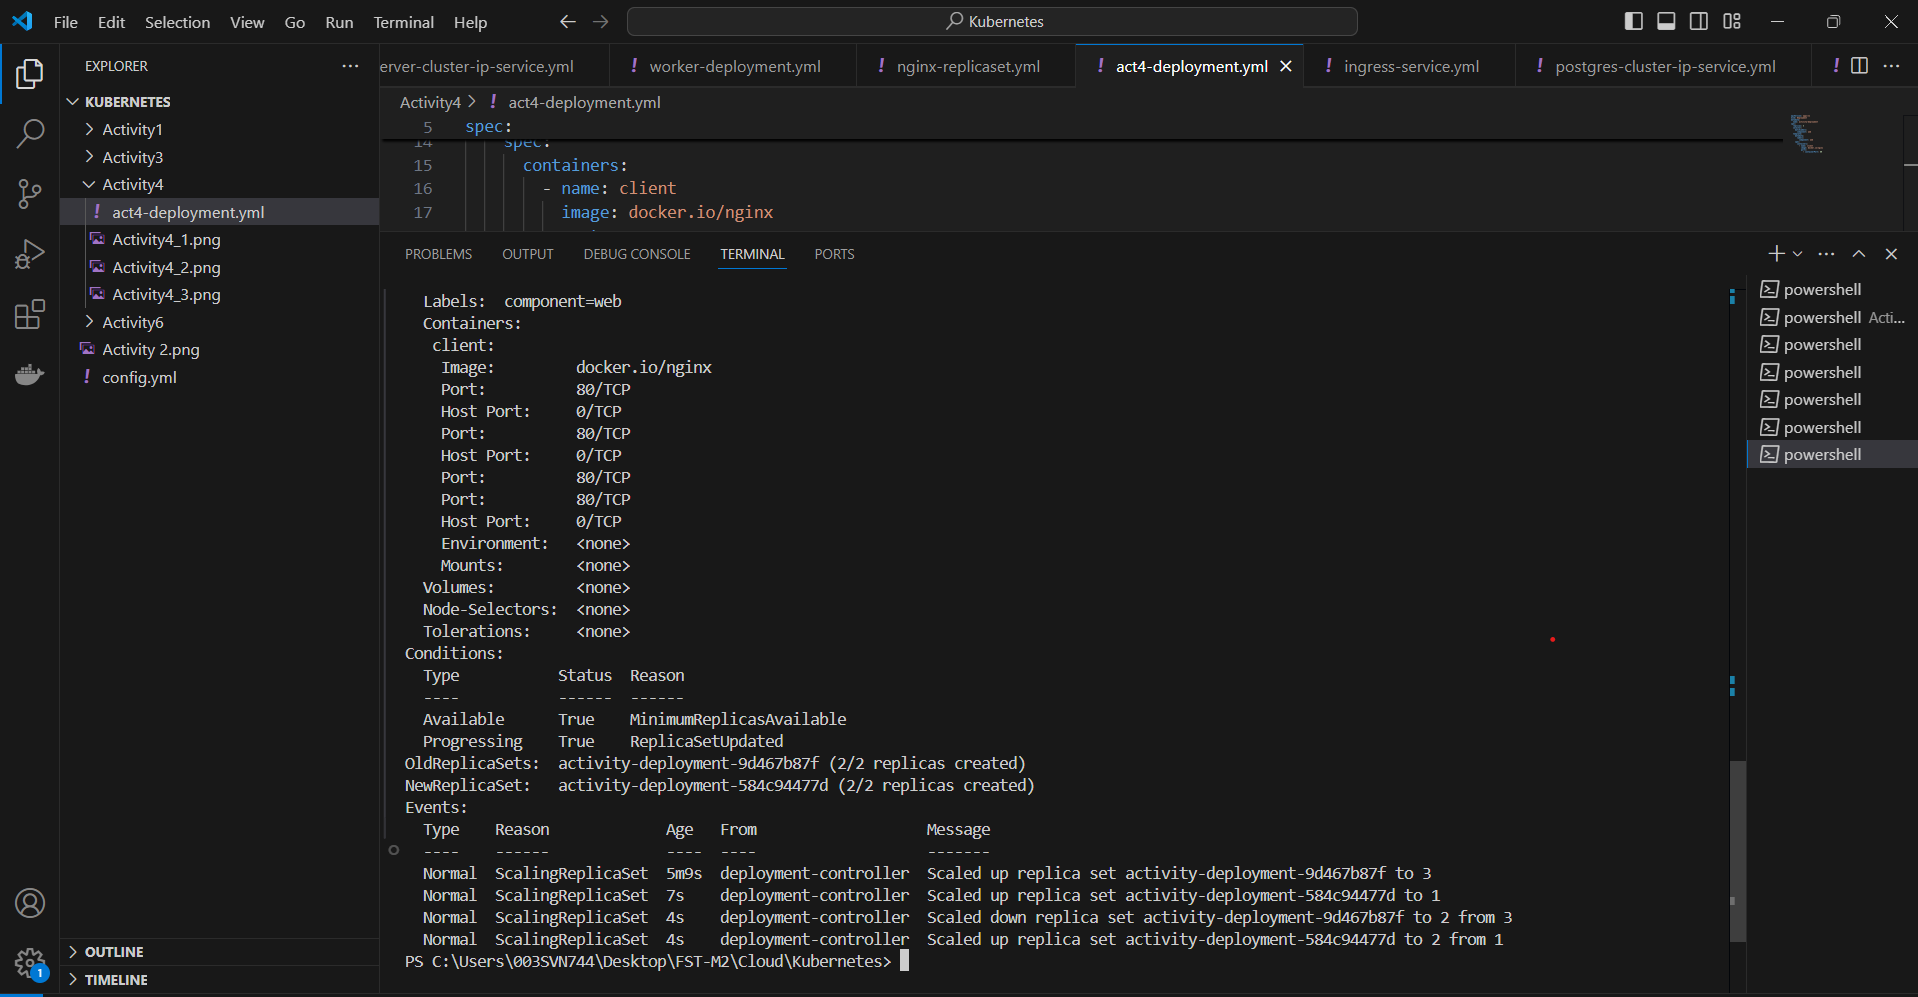 File Edit Selection View Go Run Terminal Help Kubernetes
EXPLORER
KUBERNETES
Activity1
Activity3
Activity4
! act4-deployment.yml
Activity4_1.png
Activity4_2.png
Activity4_3.png
Activity6
Activity 2.png
! config.yml
OUTLINE
TIMELINE
1
erver-cluster-ip-service.yml ! worker-deployment.yml ! nginx-replicaset.yml ! act4-deployment.yml ! ingress-service.yml ! postgres-cluster-ip-service.yml !
Activity4 > ! act4-deployment.yml
5 spec:
14 spec:
15 containers:
16 - name: client
17 image: docker.io/nginx
PROBLEMS OUTPUT DEBUG CONSOLE TERMINAL PORTS
Labels: component=web
Containers:
client:
Image: docker.io/nginx
Port: 80/TCP
Host Port: 0/TCP
Port: 80/TCP
Host Port: 0/TCP
Port: 80/TCP
Port: 80/TCP
Host Port: 0/TCP
Environment: <none>
Mounts: <none>
Volumes: <none>
Node-Selectors: <none>
Tolerations: <none>
Conditions:
Type Status Reason
---- ------ ------
Available True MinimumReplicasAvailable
Progressing True ReplicaSetUpdated
OldReplicaSets: activity-deployment-9d467b87f (2/2 replicas created)
NewReplicaSet: activity-deployment-584c94477d (2/2 replicas created)
Events:
Type Reason Age From Message
---- ------ ---- ---- -------
Normal ScalingReplicaSet 5m9s deployment-controller Scaled up replica set activity-deployment-9d467b87f to 3
Normal ScalingReplicaSet 7s deployment-controller Scaled up replica set activity-deployment-584c94477d to 1
Normal ScalingReplicaSet 4s deployment-controller Scaled down replica set activity-deployment-9d467b87f to 2 from 3
Normal ScalingReplicaSet 4s deployment-controller Scaled up replica set activity-deployment-584c94477d to 2 from 1
PS C:\Users\003SVN744\Desktop\FST-M2\Cloud\Kubernetes>
powershell
powershell Acti...
powershell
powershell
powershell
powershell
powershell